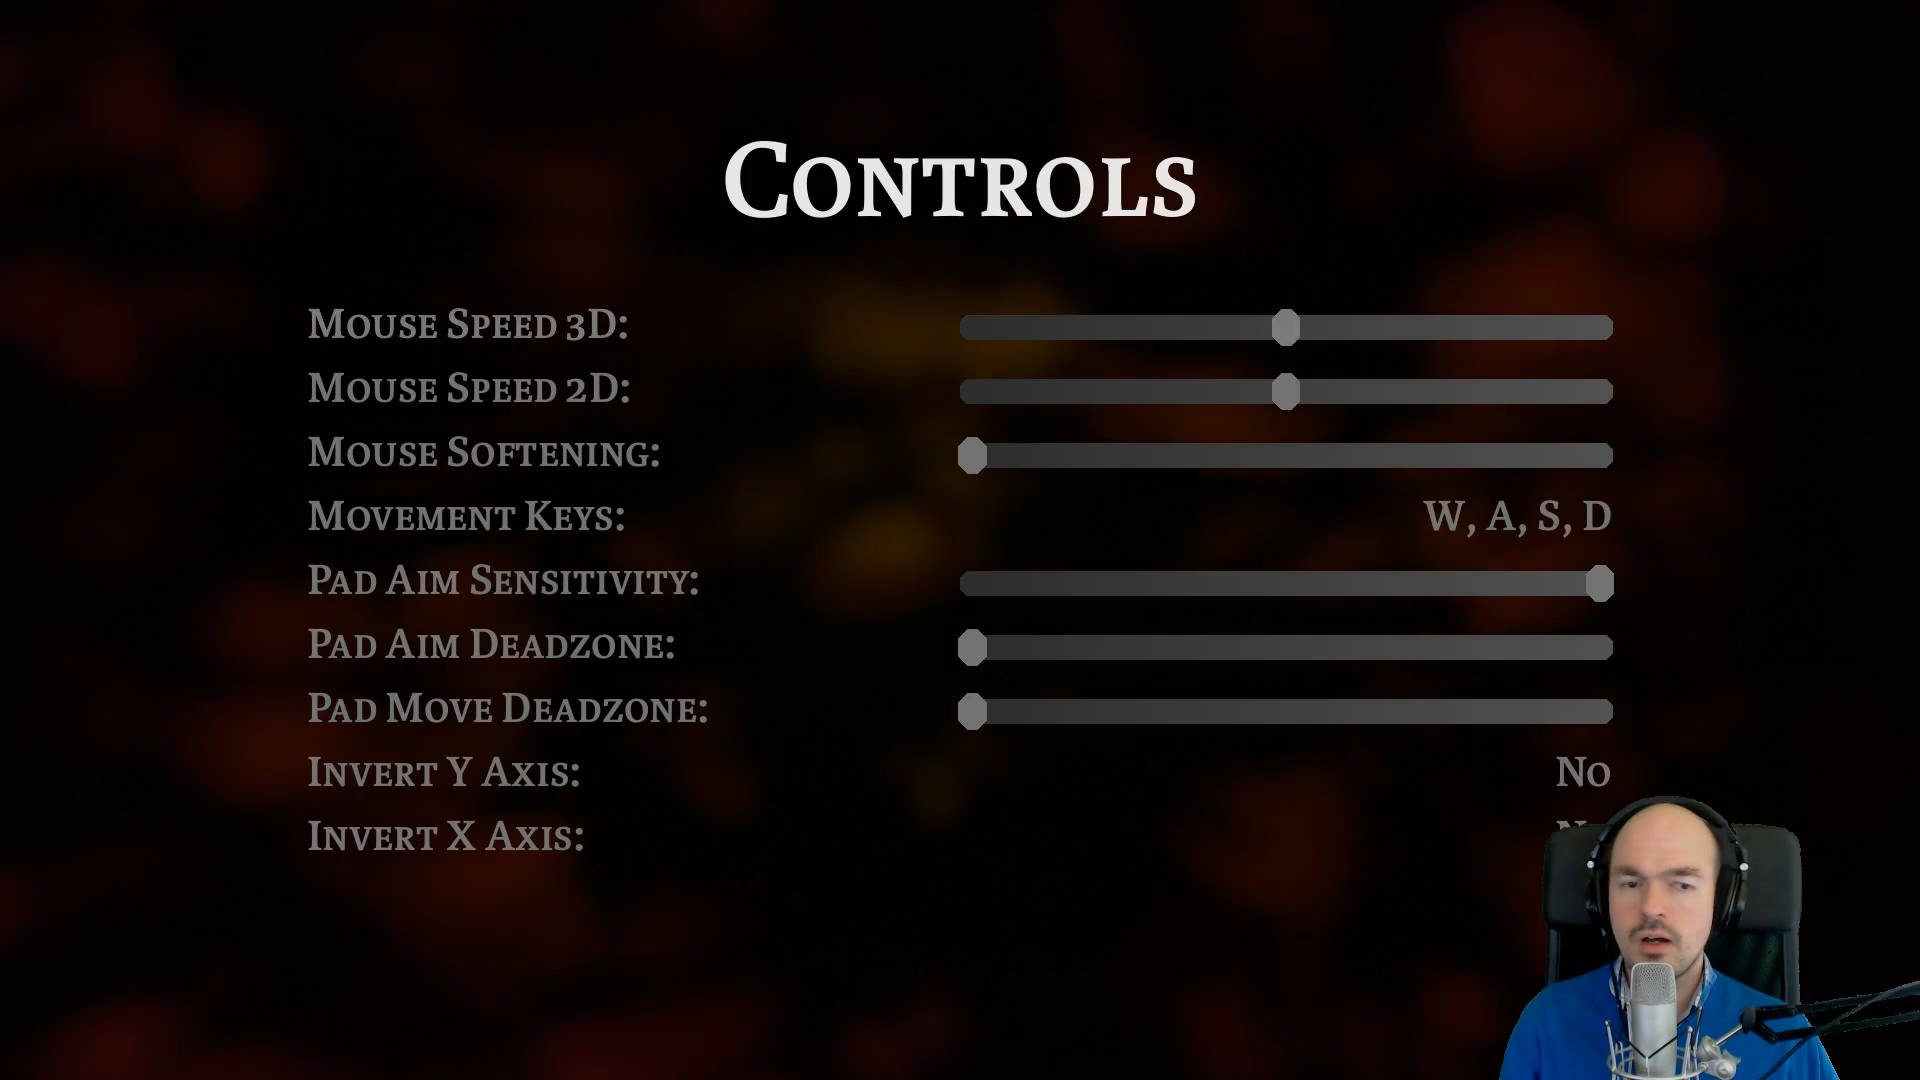 Controls
Mouse Speed 3D:
Mouse Speed 2D:
Mouse Softening:
Movement Keys: W, A, S, D
Pad Aim Sensitivity:
Pad Aim Deadzone:
Pad Move Deadzone:
Invert Y Axis: No
Invert X Axis: